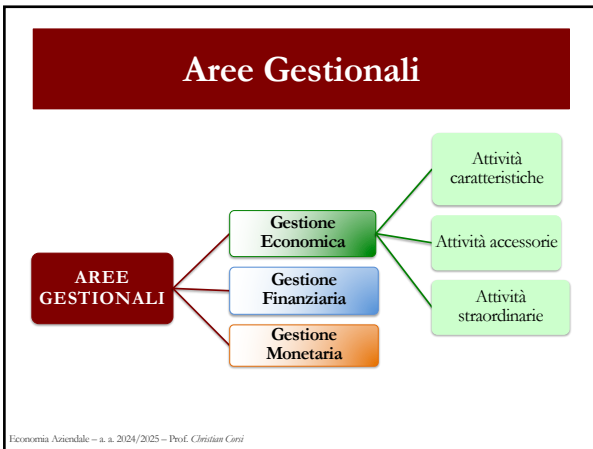 Aree Gestionali
AREE
GESTIONALI
Gestione
Economica
Gestione
Finanziaria
Gestione
Monetaria
Attività
caratteristiche
Attività accessorie
Attività
straordinarie
Economia Aziendale – a. a. 2024/2025 – Prof. Christian Corsi